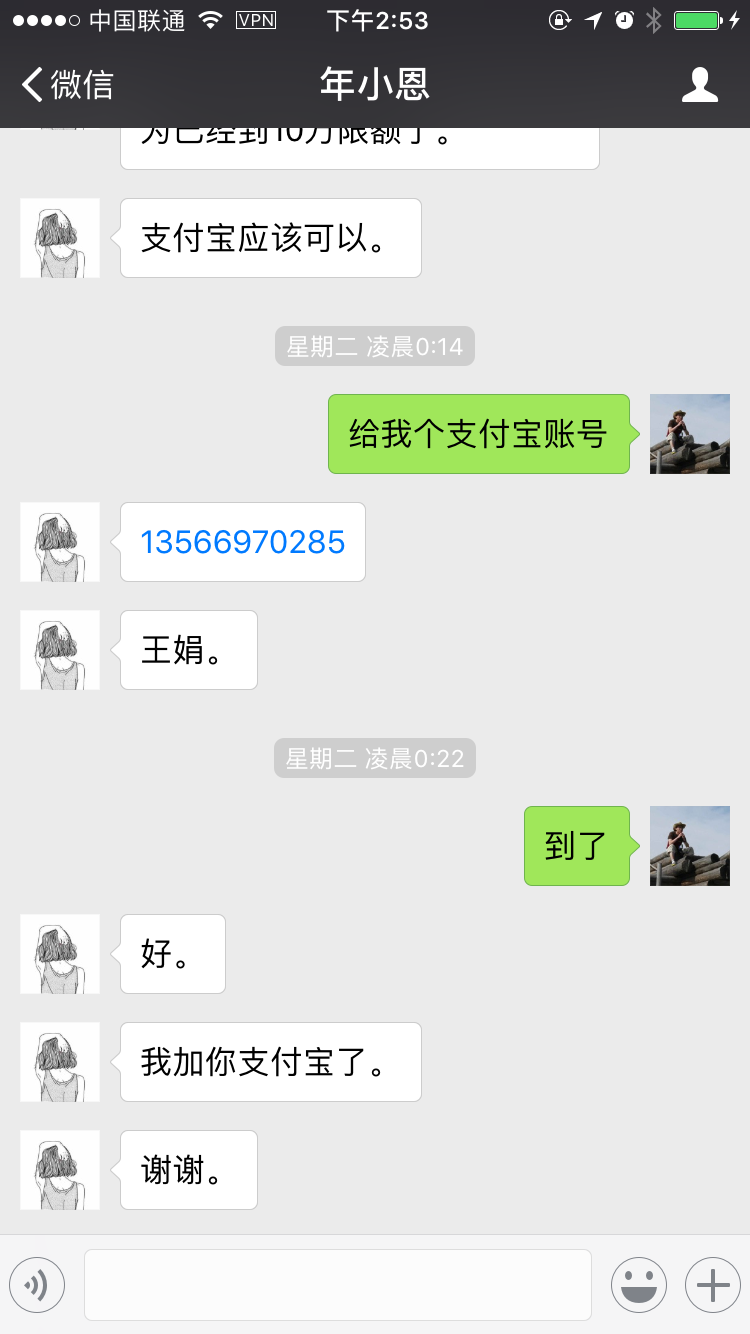 中国联通 VPN 下午2:53
微信 年小恩
为已经到10万限额了。
支付宝应该可以。
星期二 凌晨0:14
给我个支付宝账号
13566970285
王娟。
星期二 凌晨0:22
到了
好。
我加你支付宝了。
谢谢。